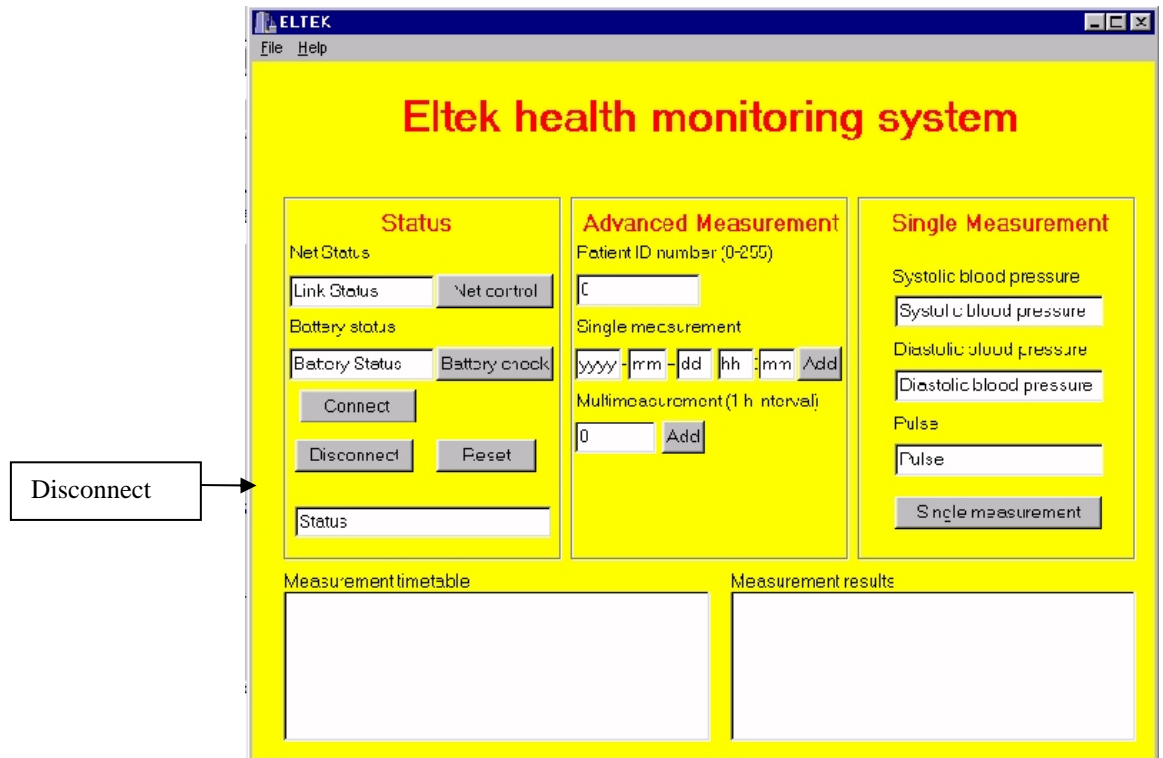 ELTEK
File Help
Eltek health monitoring system
Status
Net Status
Link Status Net control
Battery status
Battery Status Battery check
Connect
Disconnect Reset
Status
Advanced Measurement
Patient ID number (0-255)
0
Single measurement
yyyy - mm - dd hh : mm Add
Multimeasurement (1 h interval)
0 Add
Single Measurement
Systolic blood pressure
Systolic blood pressure
Diastolic blood pressure
Diastolic blood pressure
Pulse
Pulse
Single measurement
Disconnect
Measurement timetable
Measurement results